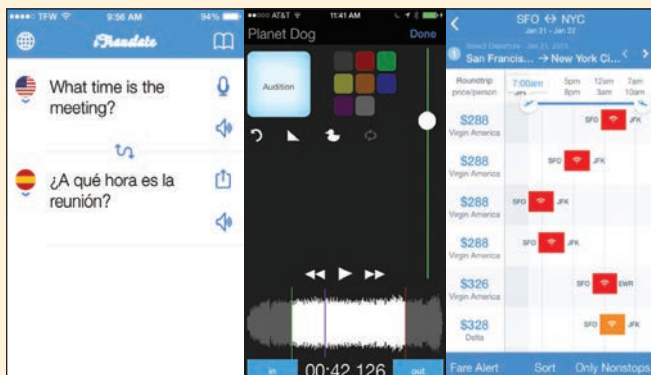 TFW
9:56 AM
94%
iTranslate
What time is the
meeting?
¿A qué hora es la
reunión?
AT&T
11:41 AM
Planet Dog
Done
Audition
in
00:42.126
out
SFO ↔ NYC
Jan 21 - Jan 22
1
San Francis... → New York Ci...
Roundtrip
price/person
7:00am
5pm 12am 7am
8pm 3am 10am
$288
Virgin America
SFO JFK
$288
Virgin America
SFO JFK
$288
Virgin America
SFO JFK
$288
Virgin America
SFO JFK
$326
Virgin America
SFO EWR
$328
Delta
SFO JFK
Fare Alert
Sort
Only Nonstops